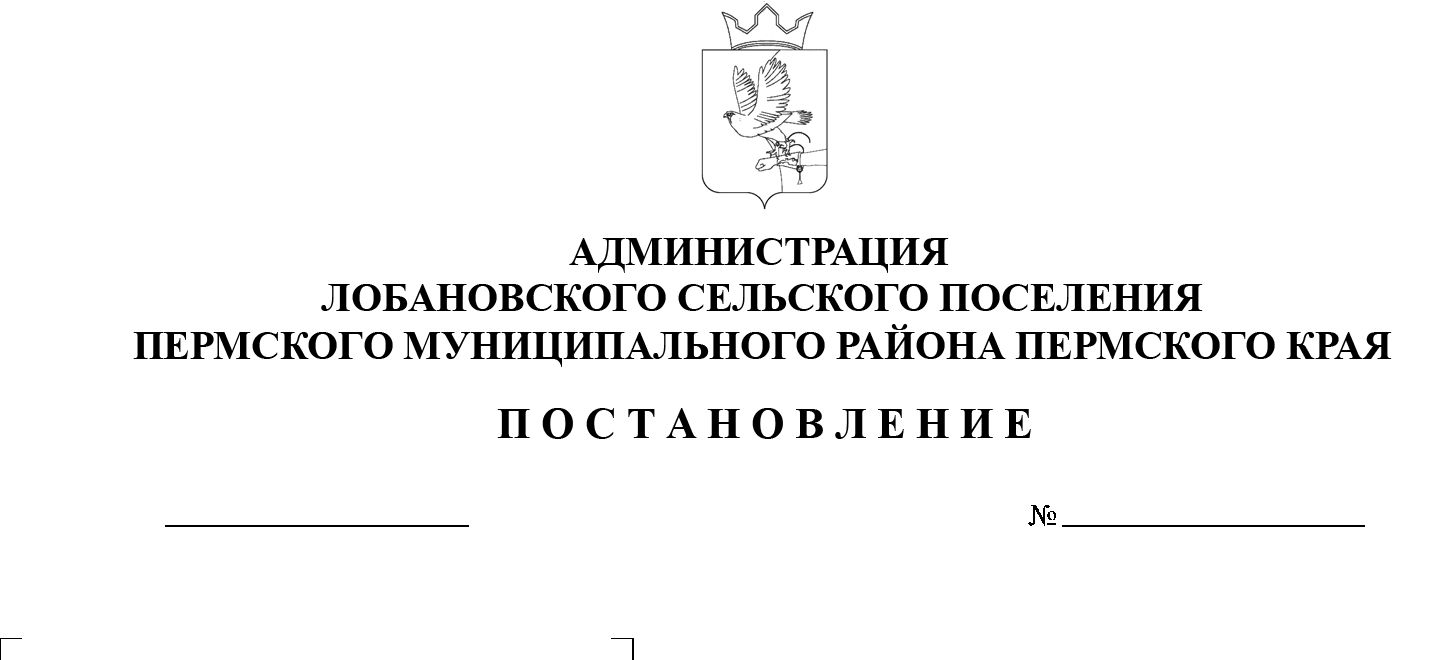 АДМИНИСТРАЦИЯ
ЛОБАНОВСКОГО СЕЛЬСКОГО ПОСЕЛЕНИЯ
ПЕРМСКОГО МУНИЦИПАЛЬНОГО РАЙОНА ПЕРМСКОГО КРАЯ
П О С Т А Н О В Л Е Н И Е
№